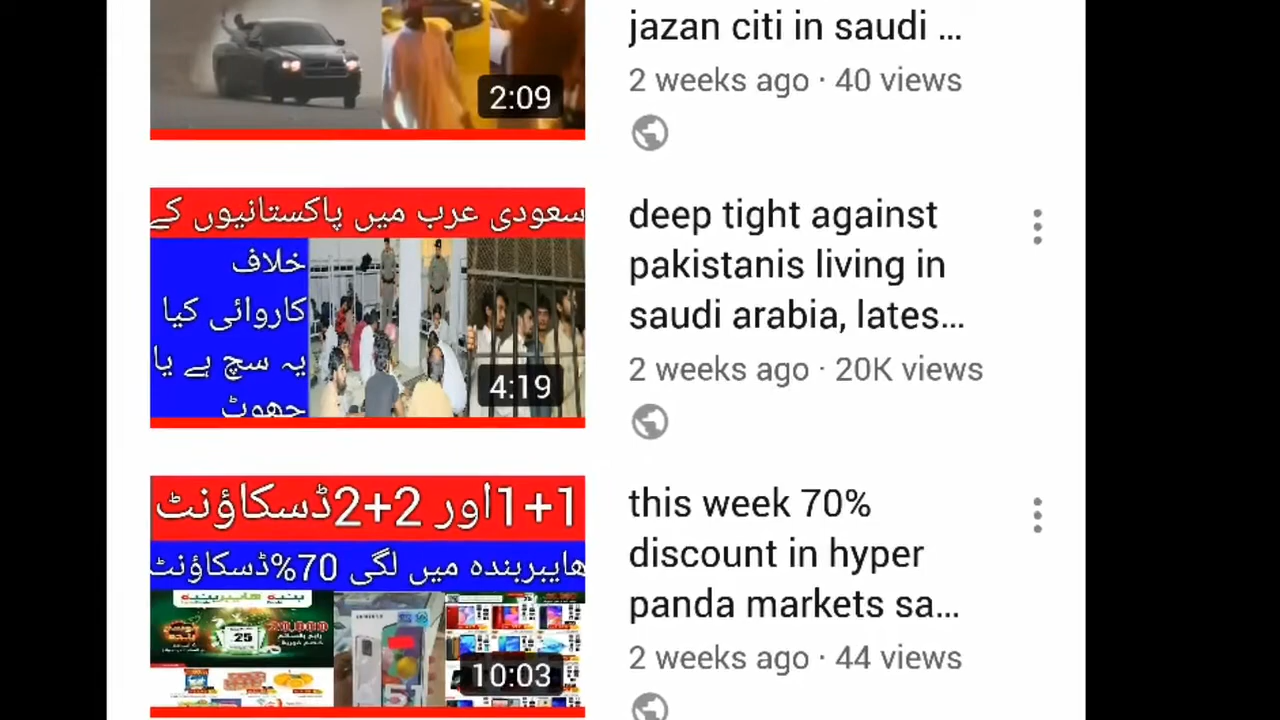 jazan citi in saudi ...
2 weeks ago · 40 views
2:09
سعودی عرب میں پاکستانیوں کے
خلاف
کاروائی کیا
یہ سچ ہے یا
جھوٹ
4:19
deep tight against
pakistanis living in
saudi arabia, lates...
2 weeks ago · 20K views
1+1اور 2+2ڈسکاؤنٹ
ھایبربندہ میں لگی 70%ڈسکاؤنٹ
25
10:03
this week 70%
discount in hyper
panda markets sa...
2 weeks ago · 44 views